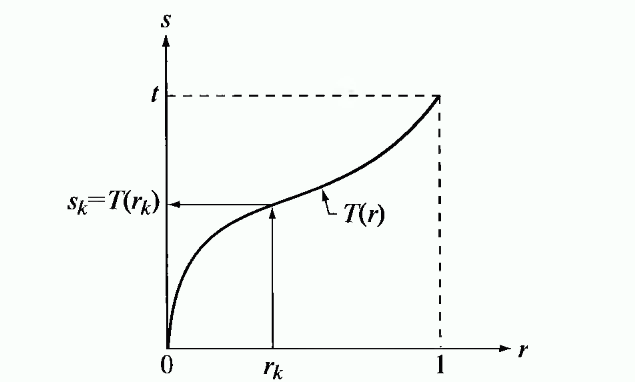 s
t
s_k=T(r_k)
T(r)
r
0
r_k
1